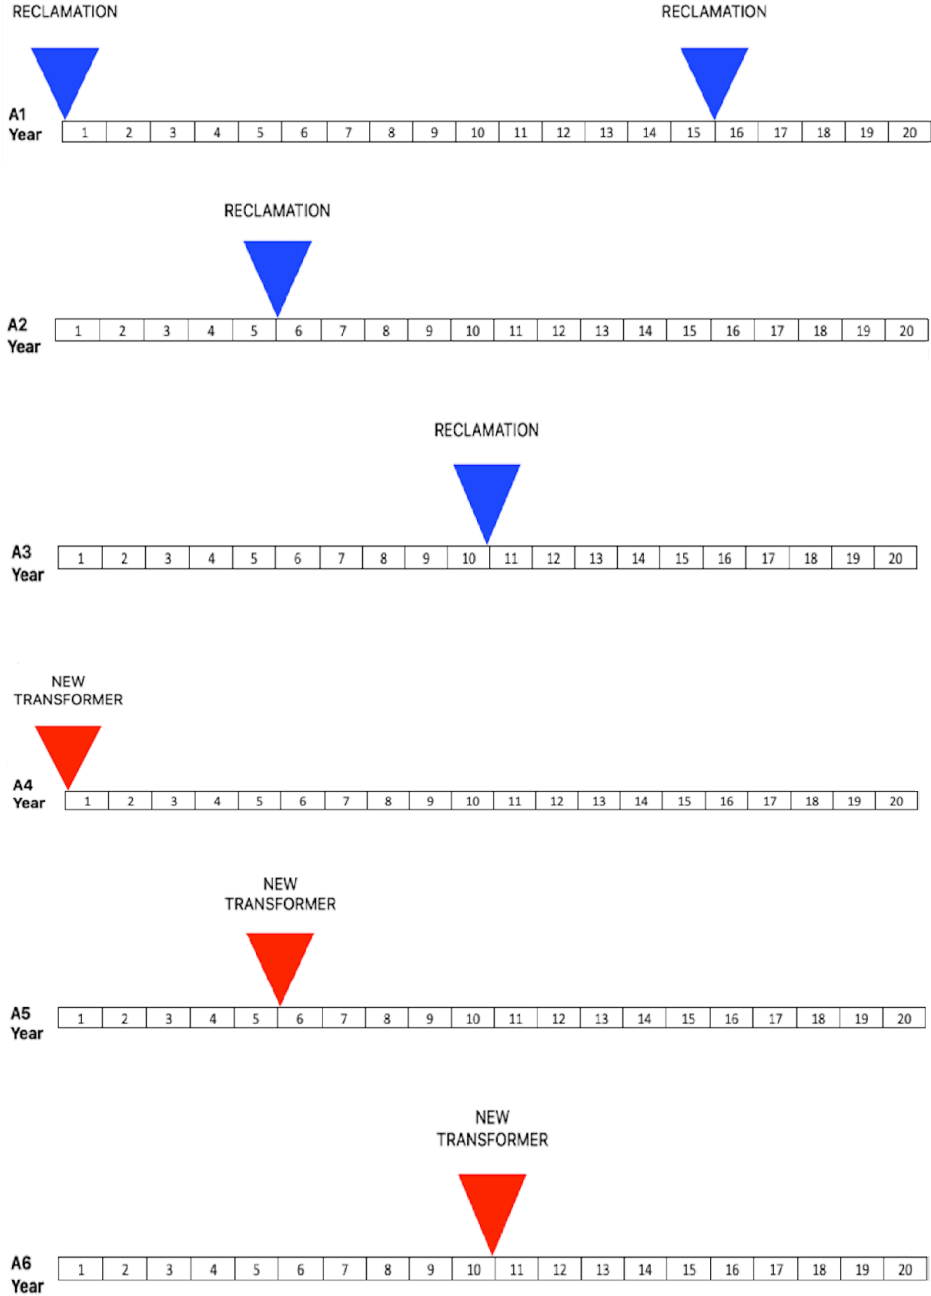 RECLAMATION RECLAMATION
A1
Year 1 2 3 4 5 6 7 8 9 10 11 12 13 14 15 16 17 18 19 20
RECLAMATION
A2
Year 1 2 3 4 5 6 7 8 9 10 11 12 13 14 15 16 17 18 19 20
RECLAMATION
A3
Year 1 2 3 4 5 6 7 8 9 10 11 12 13 14 15 16 17 18 19 20
NEW
TRANSFORMER
A4
Year 1 2 3 4 5 6 7 8 9 10 11 12 13 14 15 16 17 18 19 20
NEW
TRANSFORMER
A5
Year 1 2 3 4 5 6 7 8 9 10 11 12 13 14 15 16 17 18 19 20
NEW
TRANSFORMER
A6
Year 1 2 3 4 5 6 7 8 9 10 11 12 13 14 15 16 17 18 19 20